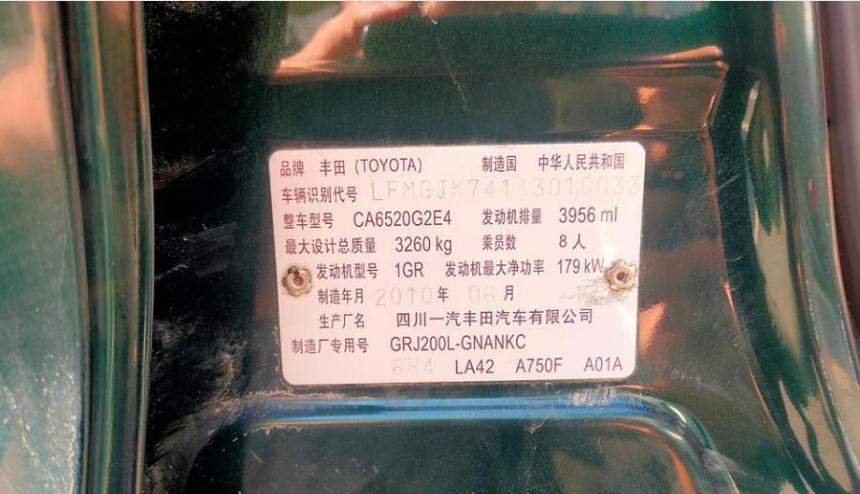 品牌 丰田 (TOYOTA) 制造国 中华人民共和国
车辆识别代号
整车型号 CA6520G2E4 发动机排量 3956 ml
最大设计总质量 3260 kg 乘员数 8 人
发动机型号 1GR 发动机最大净功率 179 kW
制造年月 2010 年 06 月
生产厂名 四川一汽丰田汽车有限公司
制造厂专用号 GRJ200L-GNANKC
LA42 A750F A01A